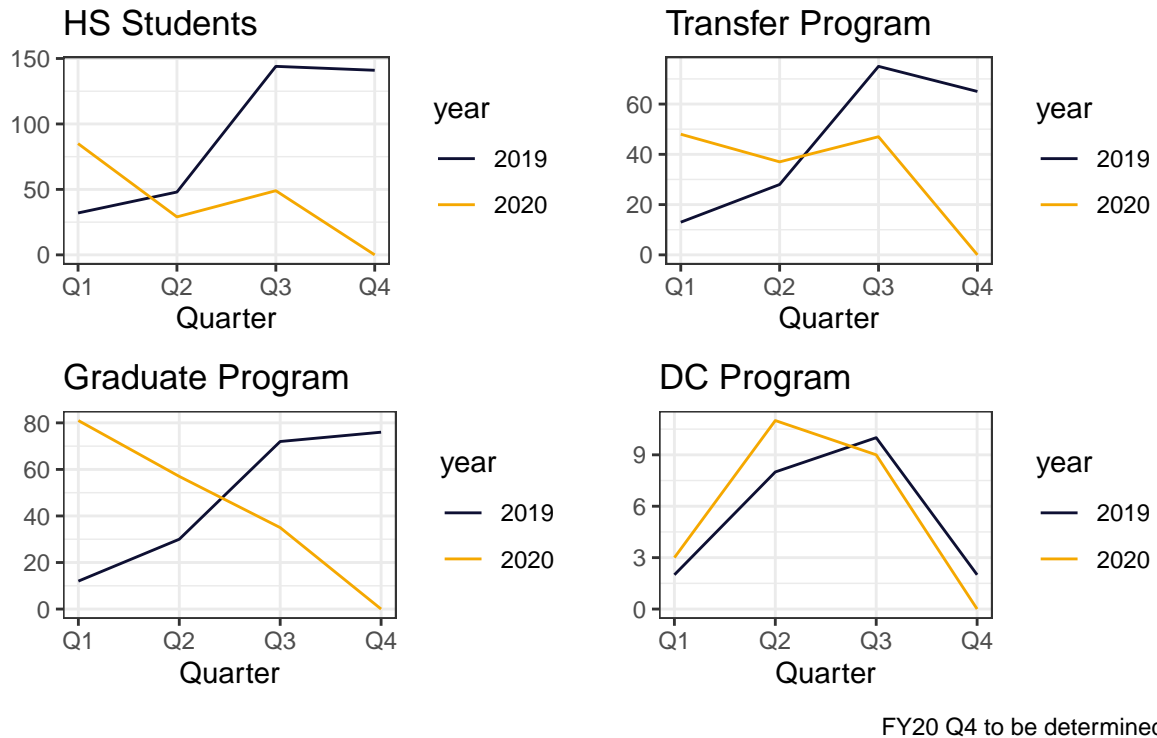 HS Students
150
100
50
0
Q1 Q2 Q3 Q4
Quarter
year
2019
2020
Transfer Program
60
40
20
0
Q1 Q2 Q3 Q4
Quarter
year
2019
2020
Graduate Program
80
60
40
20
0
Q1 Q2 Q3 Q4
Quarter
year
2019
2020
DC Program
9
6
3
0
Q1 Q2 Q3 Q4
Quarter
year
2019
2020
FY20 Q4 to be determined